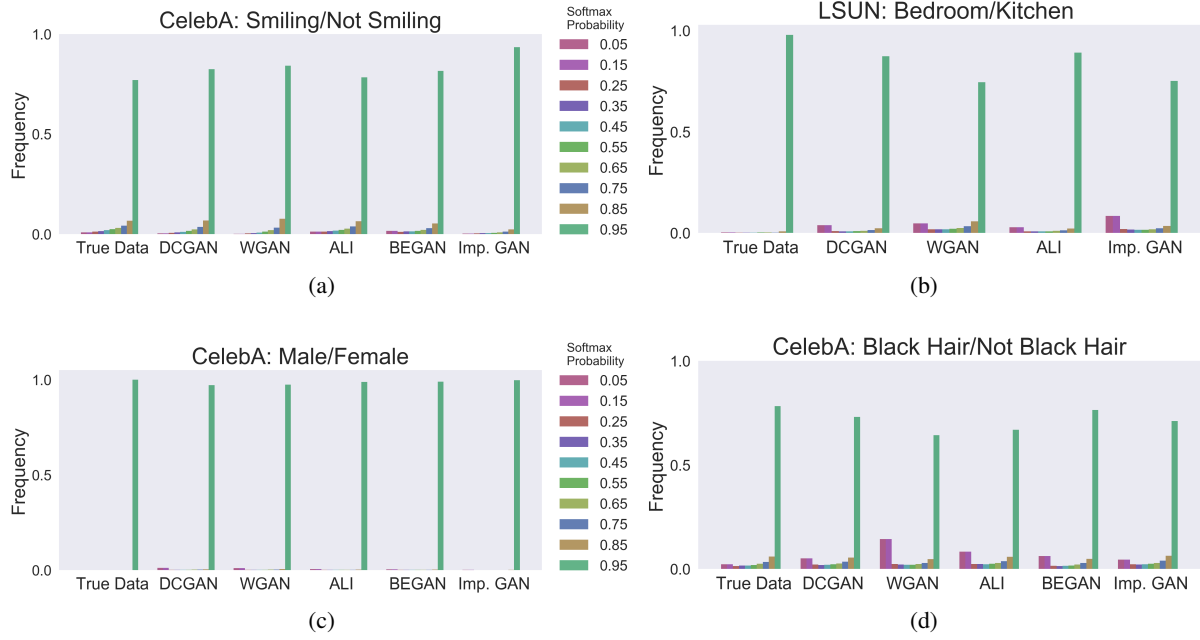 CelebA: Smiling/Not Smiling
Frequency
1.0
0.5
0.0
True Data DCGAN WGAN ALI BEGAN Imp. GAN
(a)
Softmax
Probability
0.05
0.15
0.25
0.35
0.45
0.55
0.65
0.75
0.85
0.95
LSUN: Bedroom/Kitchen
Frequency
1.0
0.5
0.0
True Data DCGAN WGAN ALI Imp. GAN
(b)
CelebA: Male/Female
Frequency
1.0
0.5
0.0
True Data DCGAN WGAN ALI BEGAN Imp. GAN
(c)
Softmax
Probability
0.05
0.15
0.25
0.35
0.45
0.55
0.65
0.75
0.85
0.95
CelebA: Black Hair/Not Black Hair
Frequency
1.0
0.5
0.0
True Data DCGAN WGAN ALI BEGAN Imp. GAN
(d)